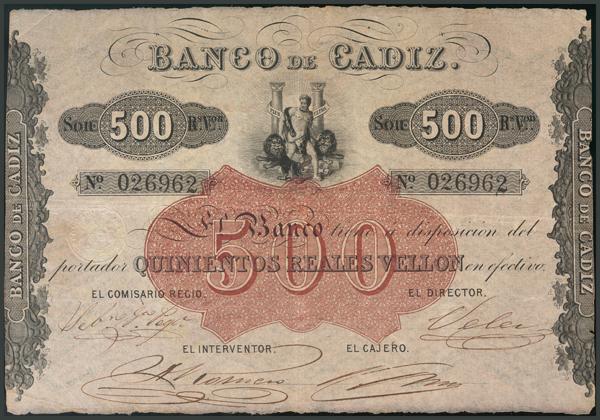 BANCO DE CADIZ.
Son 500 Rs. Von. Son 500 Rs. Von.
No. 026962 No. 026962
500
El Banco tiene á disposicion del
portador QUINIENTOS REALES VELLON en efectivo.
EL COMISARIO REGIO. EL DIRECTOR.
EL INTERVENTOR. EL CAJERO.
BANCO DE CADIZ
BANCO DE CADIZ